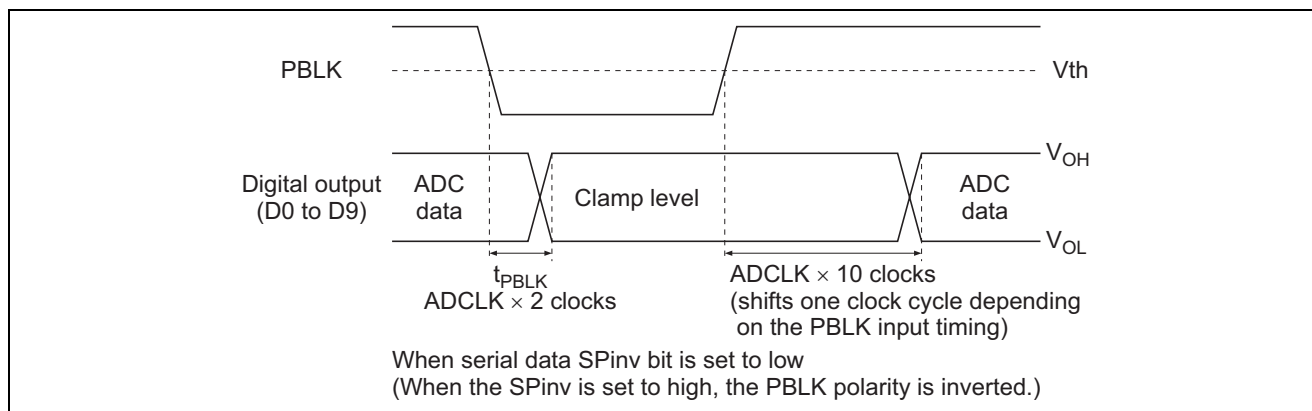 PBLK
Vth
V_OH
Digital output
(D0 to D9)
ADC
data
Clamp level
ADC
data
V_OL
t_PBLK
ADCLK × 2 clocks
ADCLK × 10 clocks
(shifts one clock cycle depending
on the PBLK input timing)
When serial data SPinv bit is set to low
(When the SPinv is set to high, the PBLK polarity is inverted.)